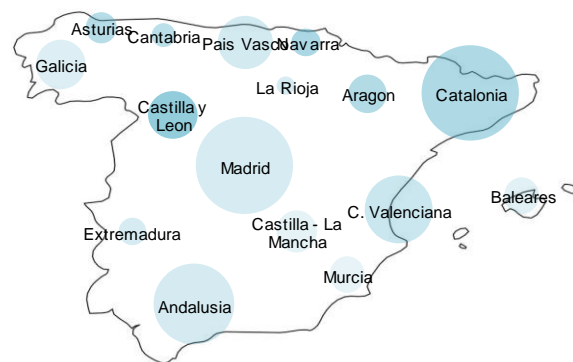 Asturias
Cantabria
Pais Vasco
Navarra
Galicia
La Rioja
Aragon
Catalonia
Castilla y
Leon
Madrid
Baleares
C. Valenciana
Castilla - La
Mancha
Extremadura
Murcia
Andalusia